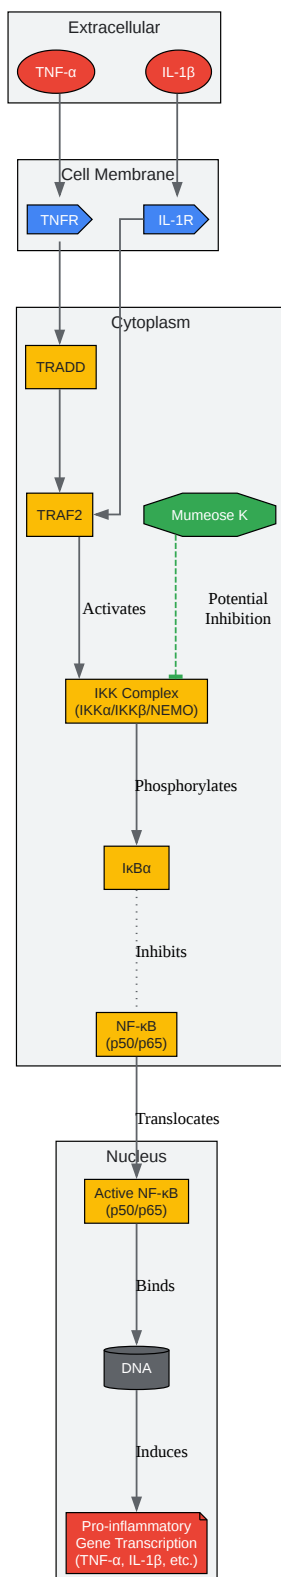 Extracellular
TNF-α
IL-1β
Cell Membrane
TNFR
IL-1R
Cytoplasm
TRADD
TRAF2
Mumeose K
Activates
Potential
Inhibition
IKK Complex
(IKKα/IKKβ/NEMO)
Phosphorylates
IκBα
Inhibits
NF-κB
(p50/p65)
Translocates
Nucleus
Active NF-κB
(p50/p65)
Binds
DNA
Induces
Pro-inflammatory
Gene Transcription
(TNF-α, IL-1β, etc.)